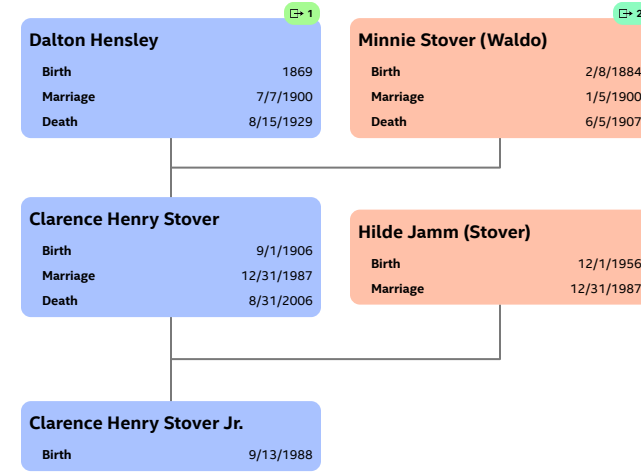 1
2
Dalton Hensley
Birth 1869
Marriage 7/7/1900
Death 8/15/1929
Minnie Stover (Waldo)
Birth 2/8/1884
Marriage 1/5/1900
Death 6/5/1907
Clarence Henry Stover
Birth 9/1/1906
Marriage 12/31/1987
Death 8/31/2006
Hilde Jamm (Stover)
Birth 12/1/1956
Marriage 12/31/1987
Clarence Henry Stover Jr.
Birth 9/13/1988